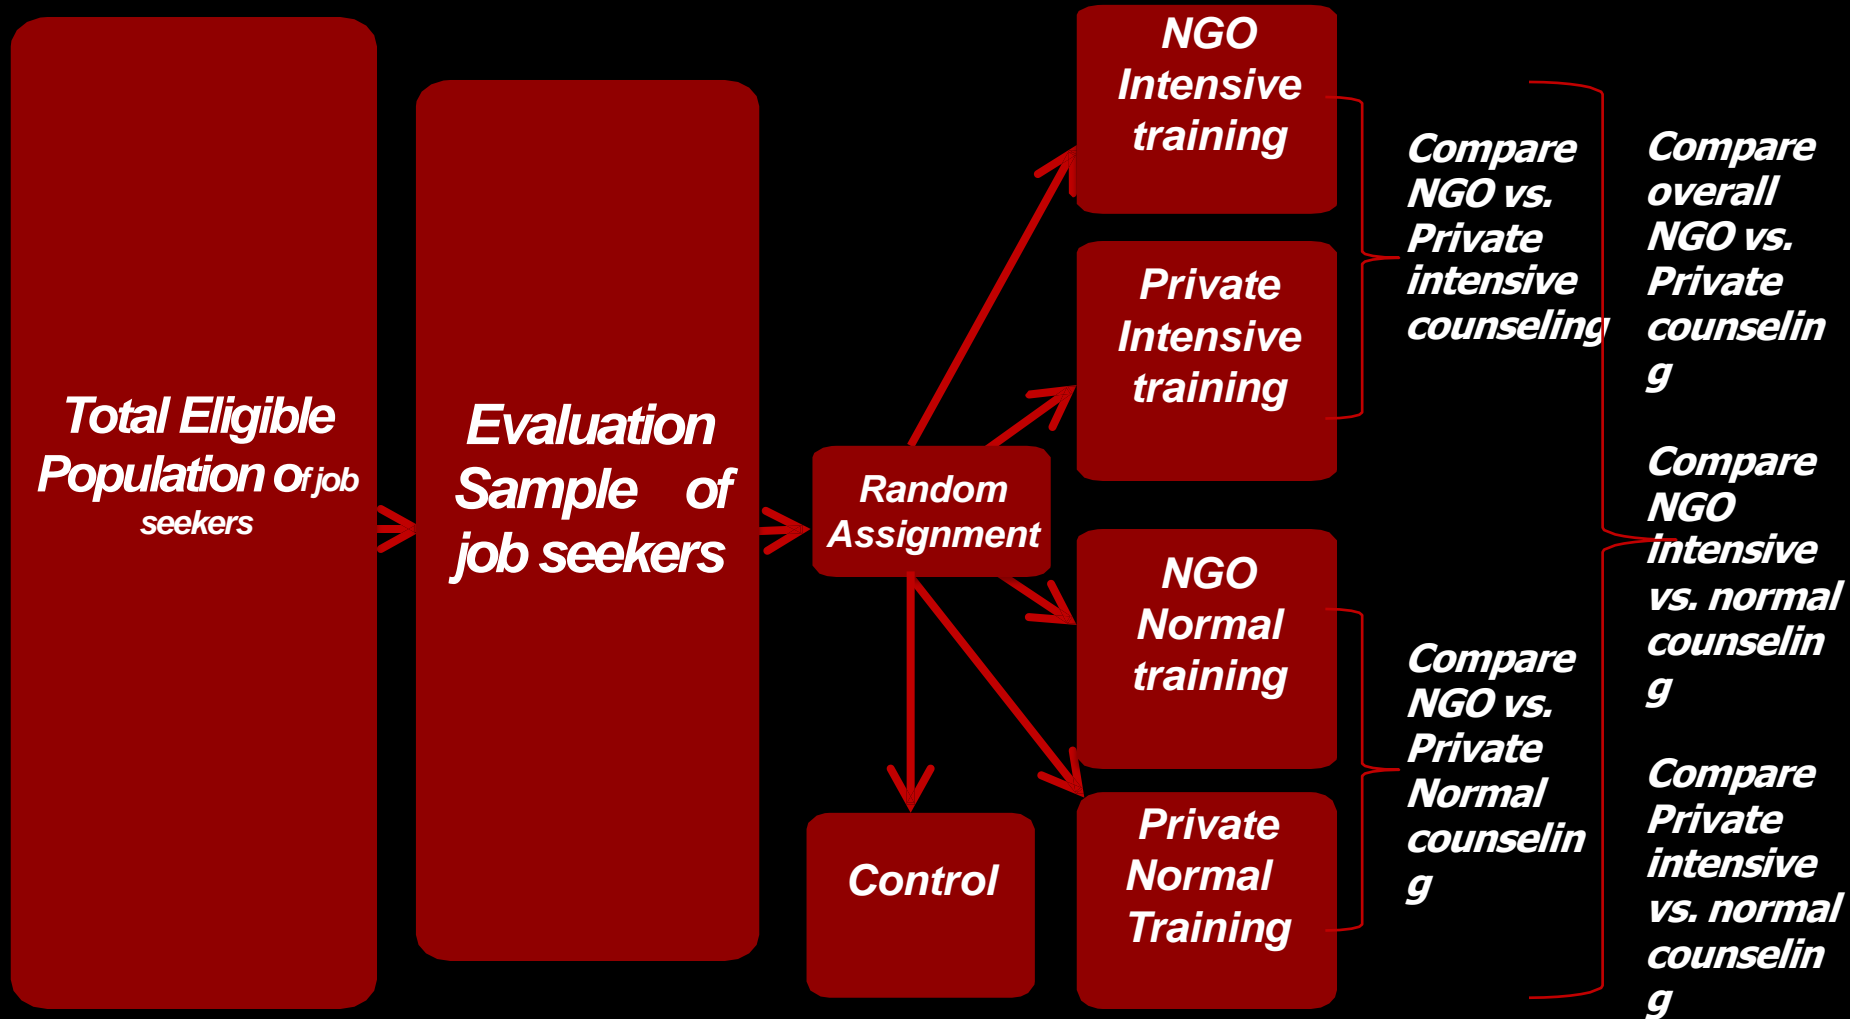 Total Eligible
Population of job
seekers
Evaluation
Sample of
job seekers
Random
Assignment
Control
NGO
Intensive
training
Private
Intensive
training
NGO
Normal
training
Private
Normal
Training
Compare
NGO vs.
Private
intensive
counseling
Compare
NGO vs.
Private
Normal
counselin
g
Compare
overall
NGO vs.
Private
counselin
g
Compare
NGO
intensive
vs. normal
counselin
g
Compare
Private
intensive
vs. normal
counselin
g